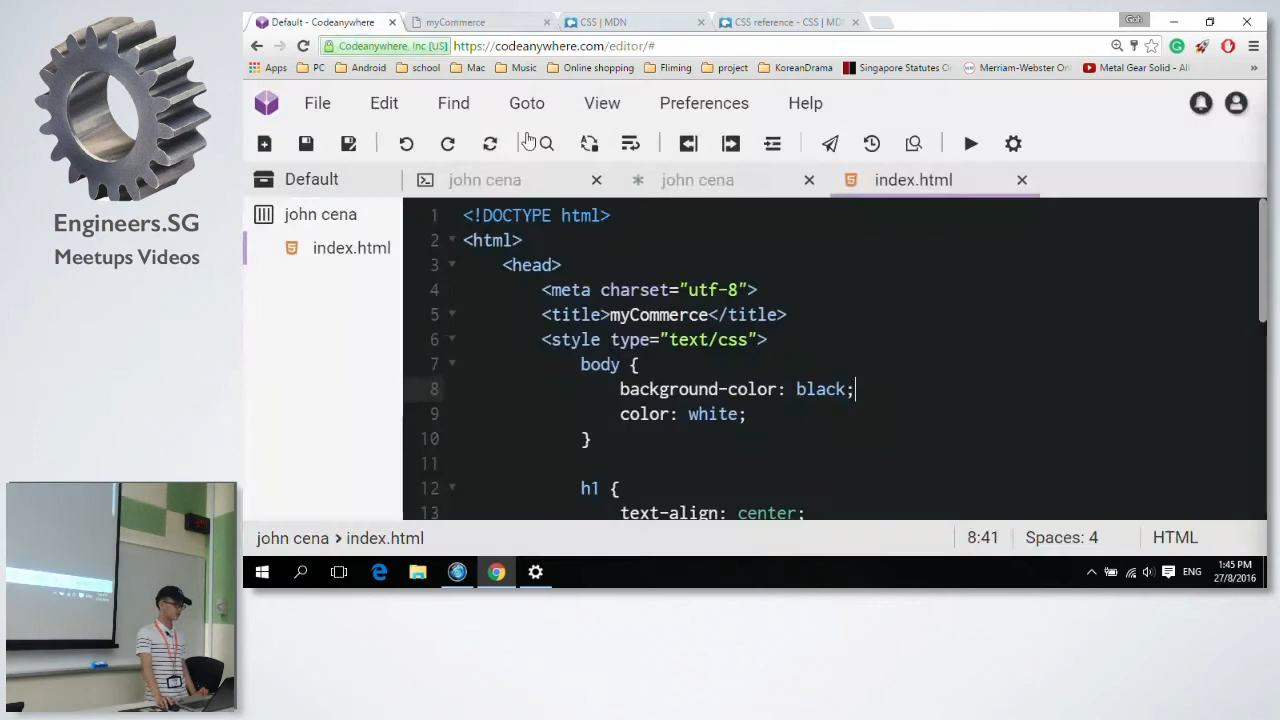 Default - Codeanywhere
myCommerce
CSS | MDN
CSS reference - CSS | MD
Goh
Codeanywhere, Inc [US]
https://codeanywhere.com/editor/#
Apps
PC
Android
school
Mac
Music
Online shopping
Fliming
project
KoreanDrama
Singapore Statutes
Merriam-Webster On
Metal Gear Solid - Al
File
Edit
Find
Goto
View
Preferences
Help
Default
john cena
john cena
index.html
john cena
index.html
1 <!DOCTYPE html>
2 <html>
3 <head>
4 <meta charset="utf-8">
5 <title>myCommerce</title>
6 <style type="text/css">
7 body {
8 background-color: black;
9 color: white;
10 }
11
12 h1 {
13 text-align: center;
john cena > index.html
8:41
Spaces: 4
HTML
ENG
1:45 PM
27/8/2016
Engineers.SG
Meetups Videos